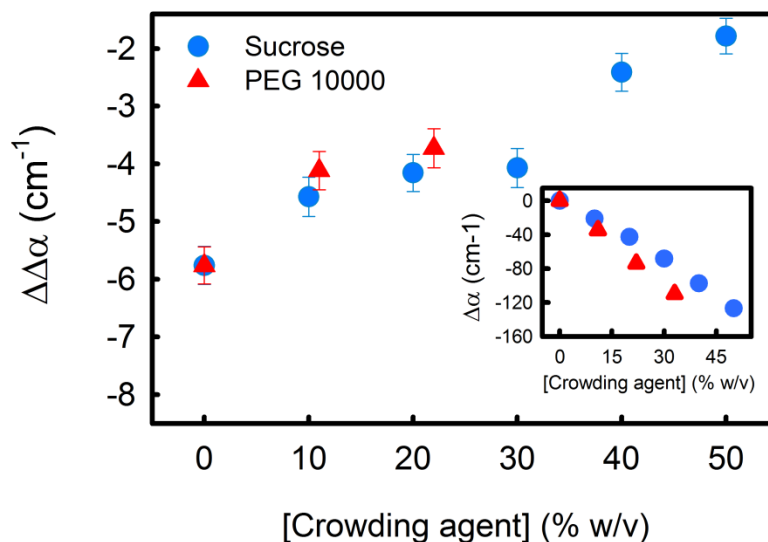 Sucrose
PEG 10000
ΔΔα (cm⁻¹)
-2
-3
-4
-5
-6
-7
-8
0 10 20 30 40 50
[Crowding agent] (% w/v)
Δα (cm-1)
0
-40
-80
-120
-160
0 15 30 45
[Crowding agent] (% w/v)